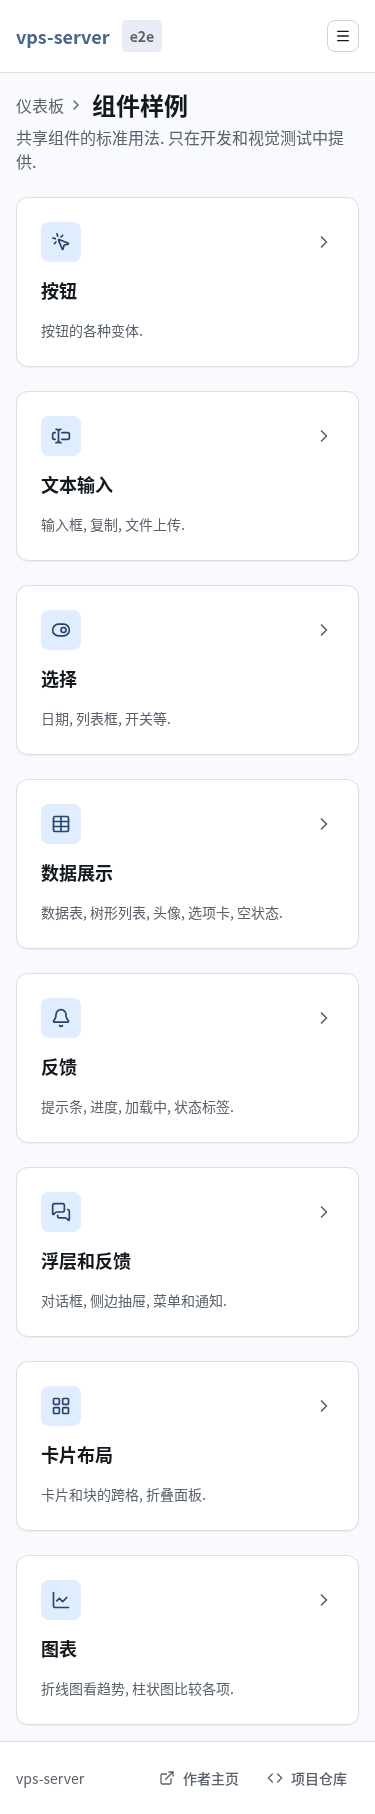 vps-server e2e
仪表板 组件样例
共享组件的标准用法. 只在开发和视觉测试中提
供.
按钮
按钮的各种变体.
文本输入
输入框, 复制, 文件上传.
选择
日期, 列表框, 开关等.
数据展示
数据表, 树形列表, 头像, 选项卡, 空状态.
反馈
提示条, 进度, 加载中, 状态标签.
浮层和反馈
对话框, 侧边抽屉, 菜单和通知.
卡片布局
卡片和块的跨格, 折叠面板.
图表
折线图看趋势, 柱状图比较各项.
vps-server 作者主页 项目仓库